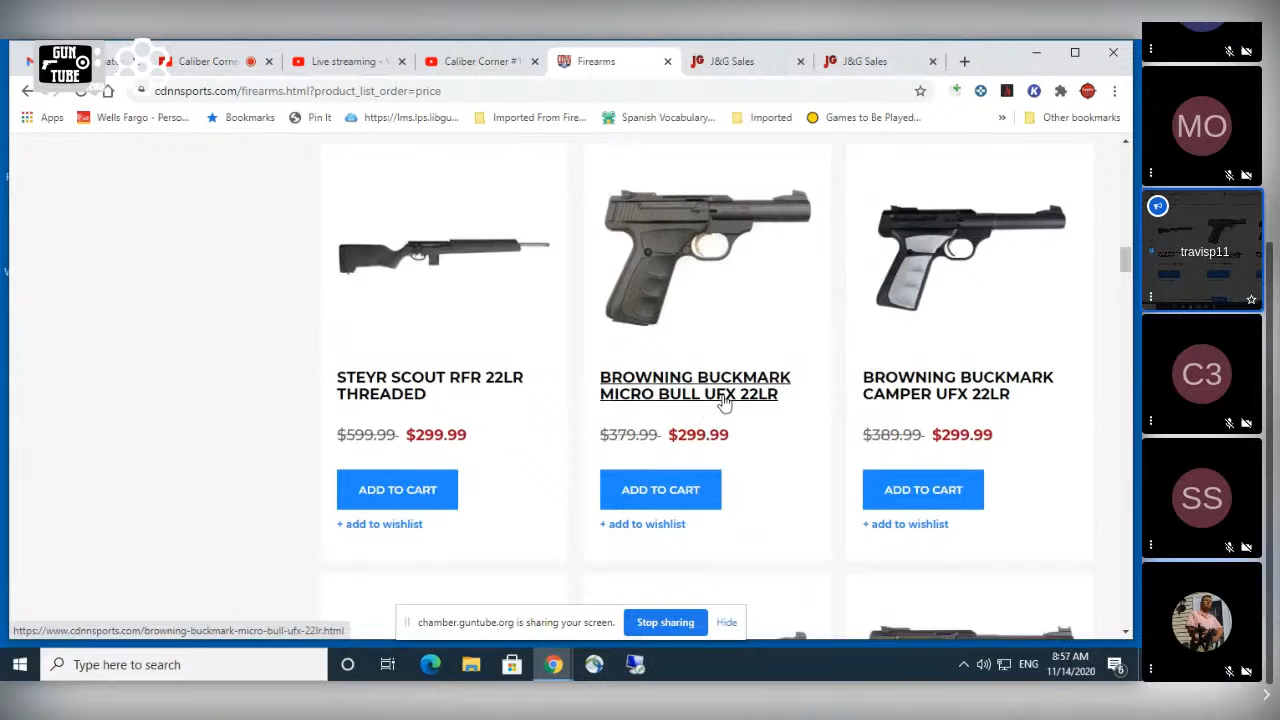 GUN
TUBE
Caliber Corne
Live streaming - Y
Caliber Corner #1
Firearms
J&G Sales
J&G Sales
cdnnsports.com/firearms.html?product_list_order=price
Apps
Wells Fargo - Perso...
Bookmarks
Pin It
https://lms.lps.libgu...
Imported From Fire...
Spanish Vocabulary...
Imported
Games to Be Played...
»
Other bookmarks
STEYR SCOUT RFR 22LR
THREADED
$599.99 $299.99
ADD TO CART
+ add to wishlist
BROWNING BUCKMARK
MICRO BULL UFX 22LR
$379.99 $299.99
ADD TO CART
+ add to wishlist
BROWNING BUCKMARK
CAMPER UFX 22LR
$389.99 $299.99
ADD TO CART
+ add to wishlist
chamber.guntube.org is sharing your screen.
Stop sharing
Hide
https://www.cdnnsports.com/browning-buckmark-micro-bull-ufx-22lr.html
Type here to search
ENG
8:57 AM
11/14/2020
6
MO
travisp11
C3
SS